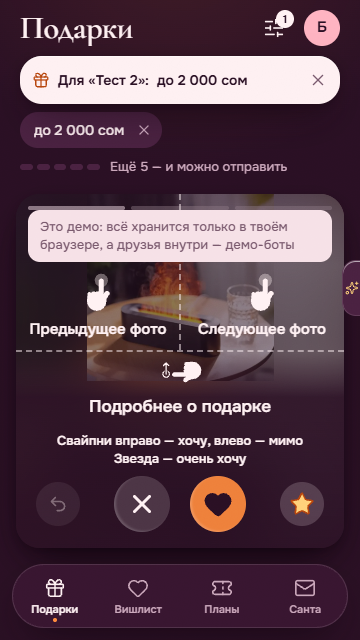 Подарки
1
Б
Для «Тест 2»: до 2 000 сом
до 2 000 сом
Ещё 5 — и можно отправить
Это демо: всё хранится только в твоём
браузере, а друзья внутри — демо-боты
Предыдущее фото
Следующее фото
Подробнее о подарке
Свайпни вправо — хочу, влево — мимо
Звезда — очень хочу
Подарки
Вишлист
Планы
Санта